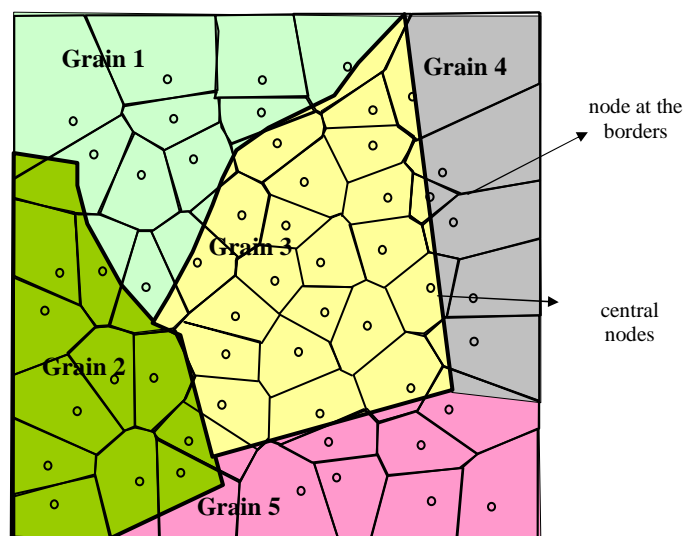 Grain 1
Grain 4
node at the
borders
Grain 3
central
nodes
Grain 2
Grain 5